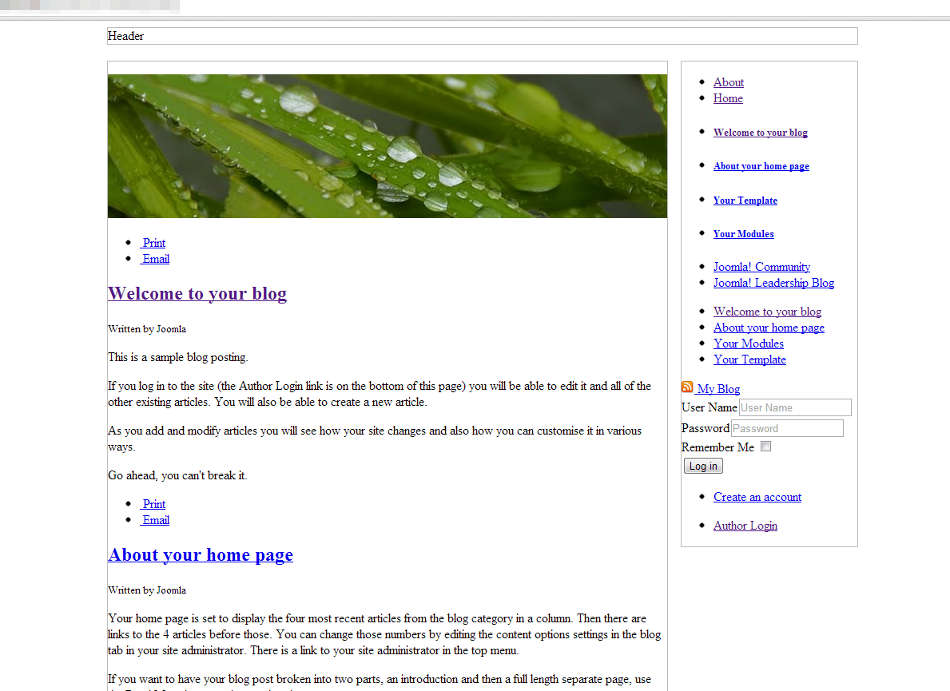 Header
Print
Email
Welcome to your blog
Written by Joomla
This is a sample blog posting.
If you log in to the site (the Author Login link is on the bottom of this page) you will be able to edit it and all of the
other existing articles. You will also be able to create a new article.
As you add and modify articles you will see how your site changes and also how you can customise it in various
ways.
Go ahead, you can't break it.
Print
Email
About your home page
Written by Joomla
Your home page is set to display the four most recent articles from the blog category in a column. Then there are
links to the 4 articles before those. You can change those numbers by editing the content options settings in the blog
tab in your site administrator. There is a link to your site administrator in the top menu.
If you want to have your blog post broken into two parts, an introduction and then a full length separate page, use
About
Home
Welcome to your blog
About your home page
Your Template
Your Modules
Joomla! Community
Joomla! Leadership Blog
Welcome to your blog
About your home page
Your Modules
Your Template
My Blog
User Name User Name
Password Password
Remember Me
Log in
Create an account
Author Login